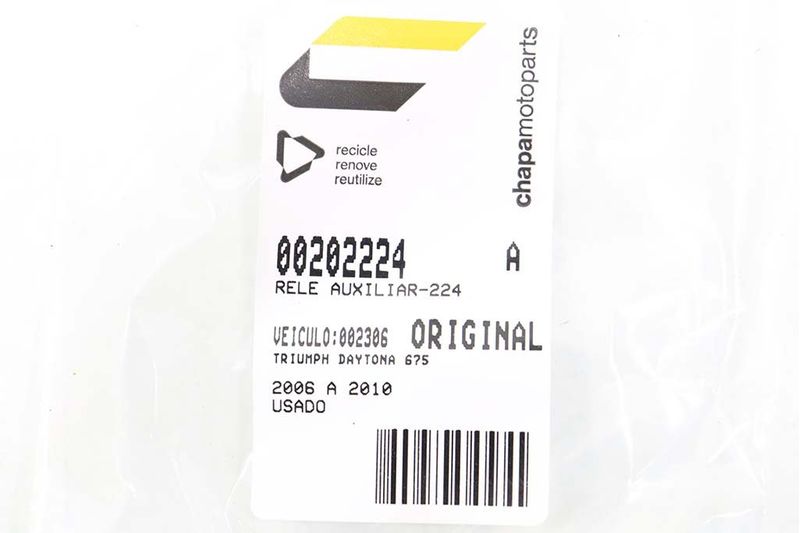 chapamotoparts
recicle
renove
reutilize
00202224 A
RELE AUXILIAR-224
VEICULO:002306 ORIGINAL
TRIUMPH DAYTONA 675
2006 A 2010
USADO